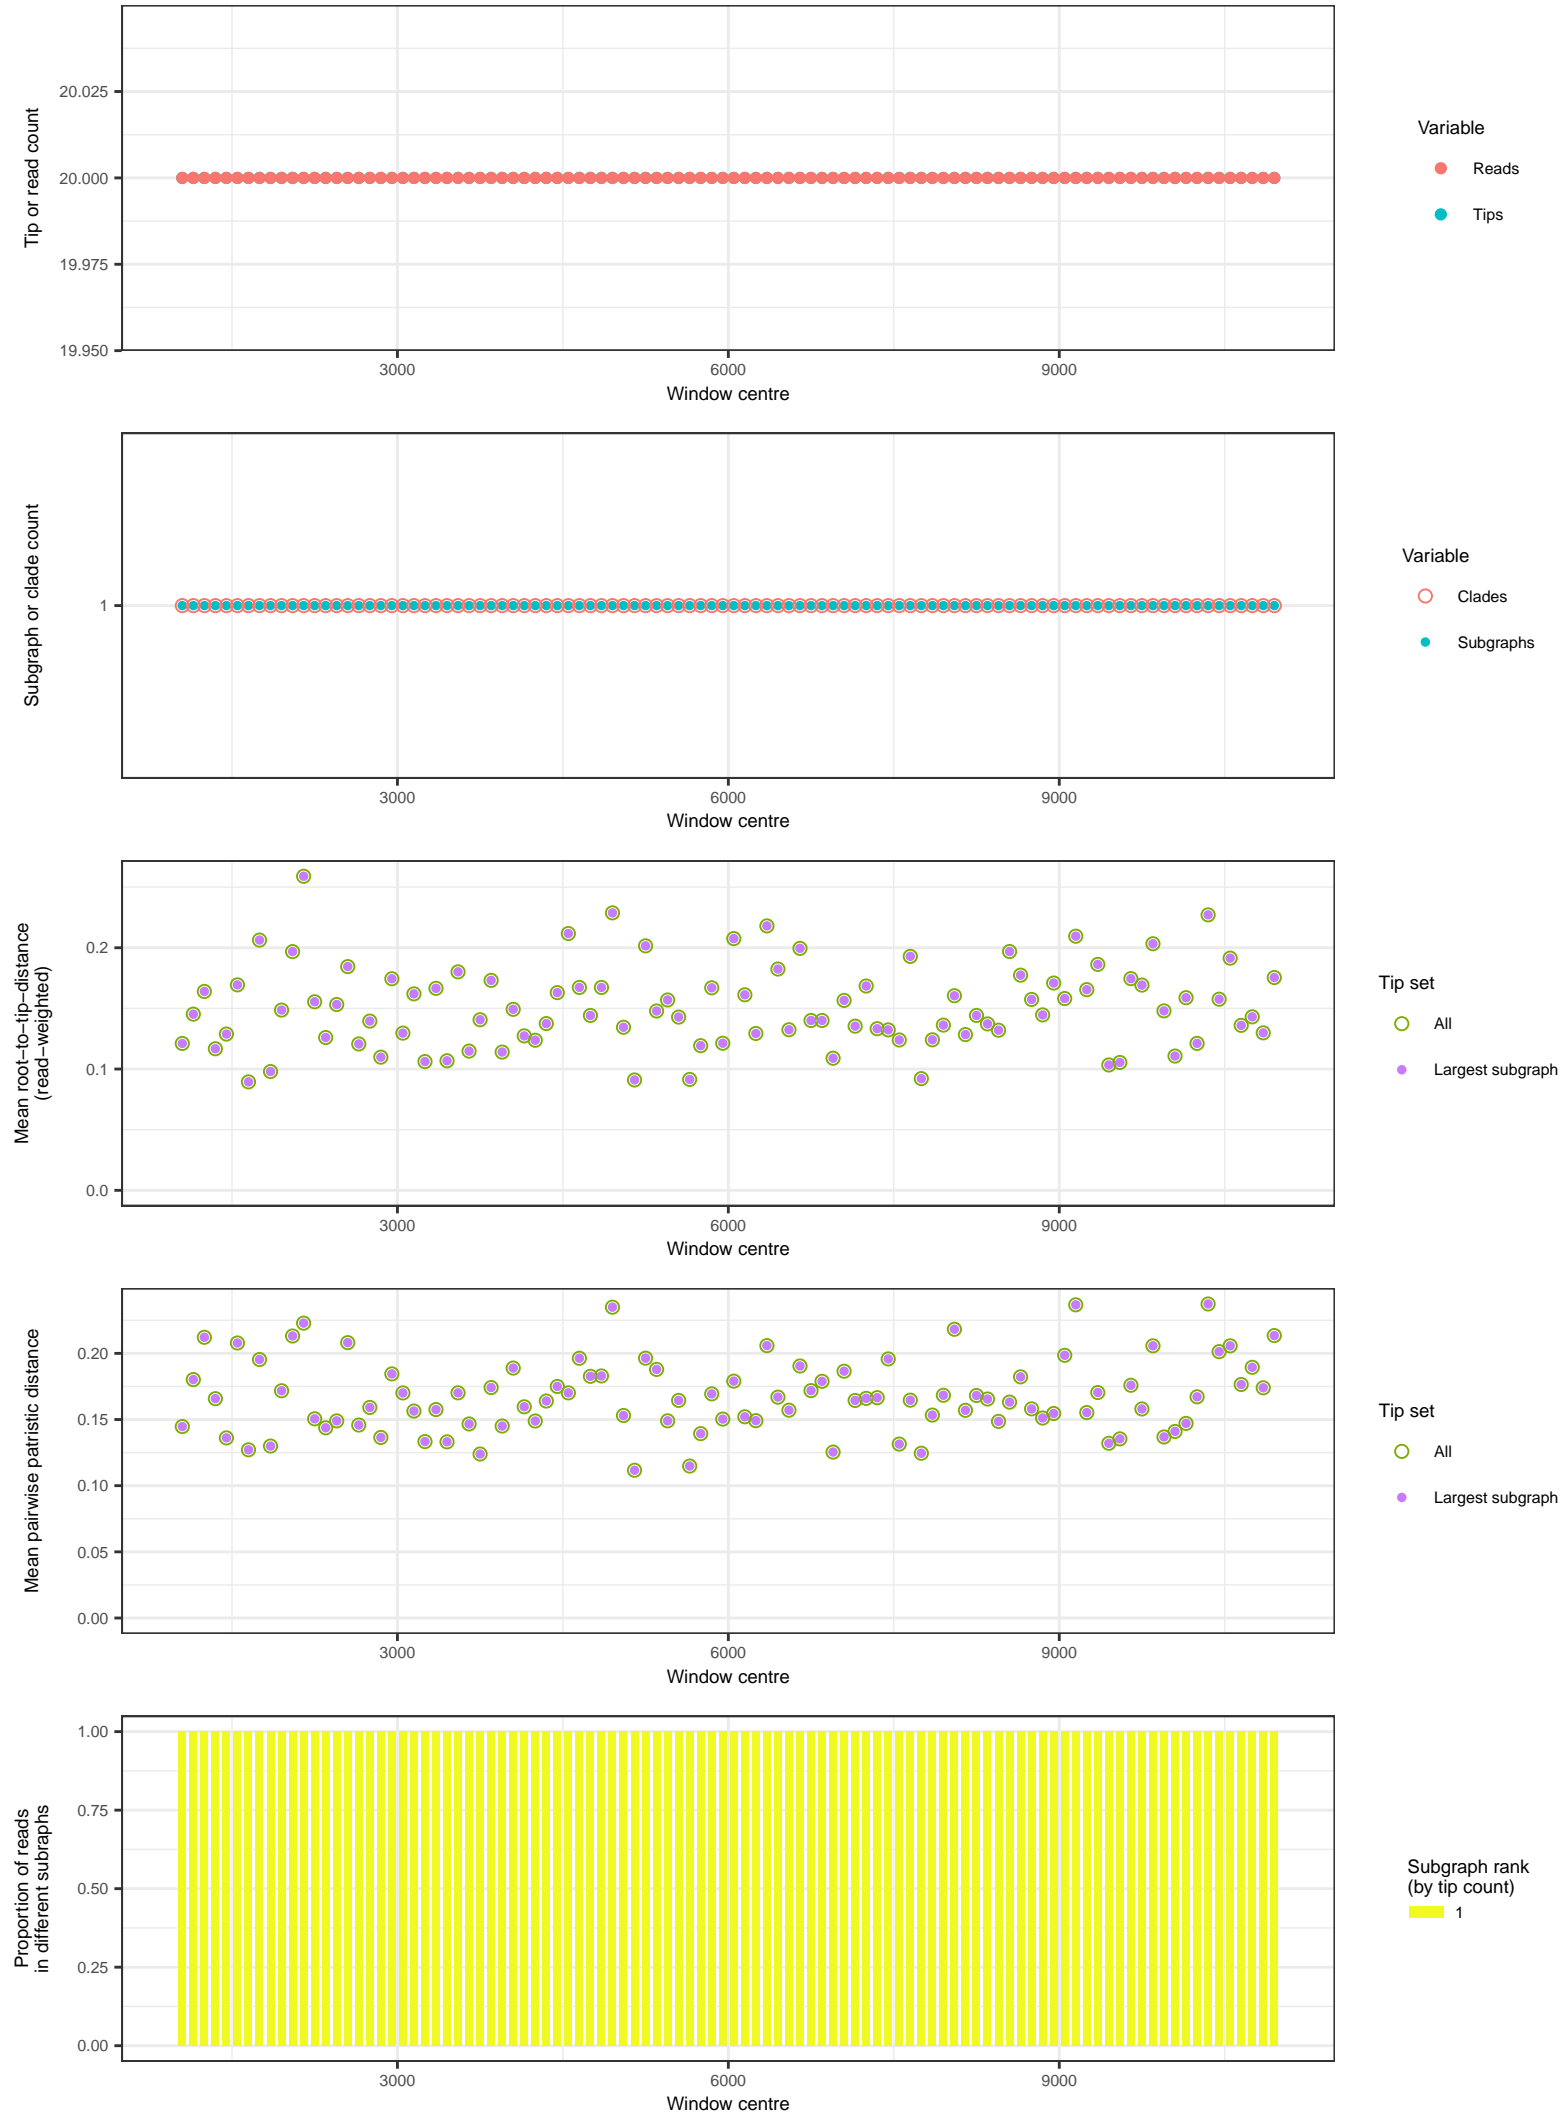 Tip or read count
20.025
20.000
19.975
19.950
3000
6000
9000
Window centre
Variable
Reads
Tips
Subgraph or clade count
1
3000
6000
9000
Window centre
Variable
Clades
Subgraphs
Mean root−to−tip−distance
(read−weighted)
0.2
0.1
0.0
3000
6000
9000
Window centre
Tip set
All
Largest subgraph
Mean pairwise patristic distance
0.20
0.15
0.10
0.05
0.00
3000
6000
9000
Window centre
Tip set
All
Largest subgraph
Proportion of reads
in different subraphs
1.00
0.75
0.50
0.25
0.00
3000
6000
9000
Window centre
Subgraph rank
(by tip count)
1